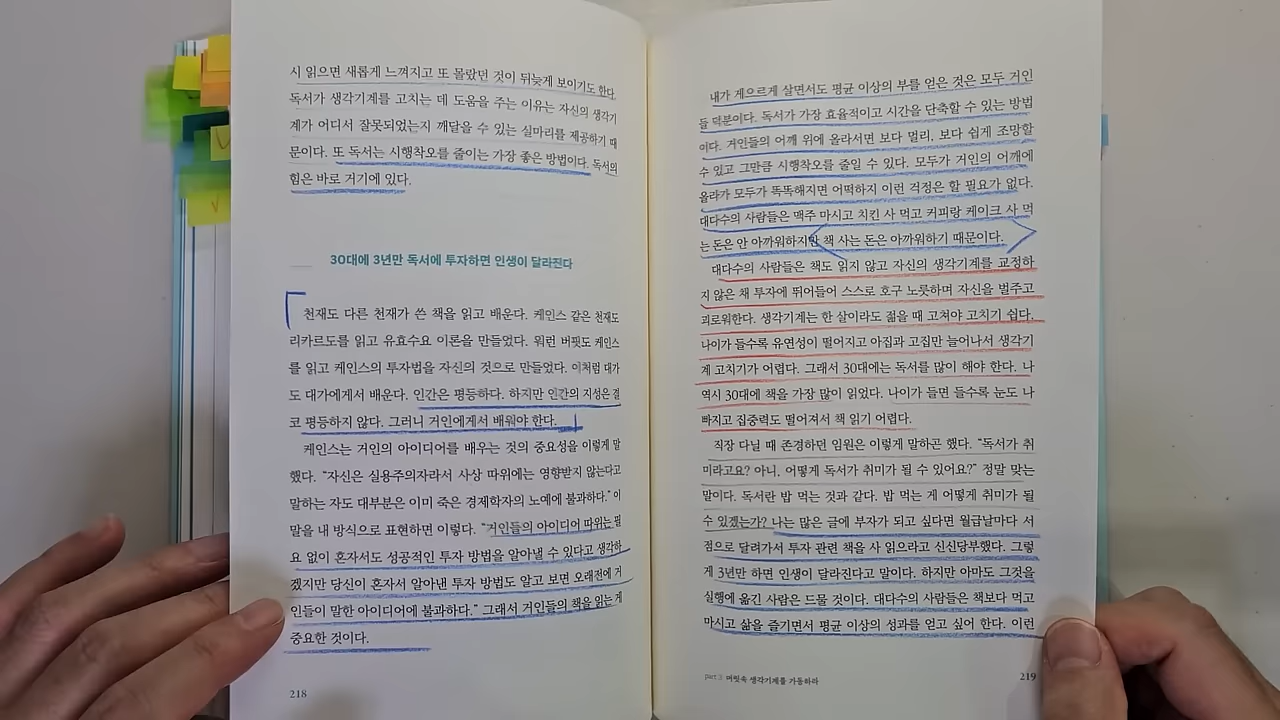 시 읽으면 새롭게 느껴지고 또 몰랐던 것이 뒤늦게 보이기도 한다.
독서가 생각기계를 고치는 데 도움을 주는 이유는 자신의 생각기
계가 어디서 잘못되었는지 깨달을 수 있는 실마리를 제공하기 때
문이다. 또 독서는 시행착오를 줄이는 가장 좋은 방법이다. 독서의
힘은 바로 거기에 있다.
30대에 3년만 독서에 투자하면 인생이 달라진다
천재도 다른 천재가 쓴 책을 읽고 배운다. 케인스 같은 천재도
리카르도를 읽고 유효수요 이론을 만들었다. 워런 버핏도 케인스
를 읽고 케인스의 투자법을 자신의 것으로 만들었다. 이처럼 대가
도 대가에게서 배운다. 인간은 평등하다. 하지만 인간의 지성은 결
코 평등하지 않다. 그러니 거인에게서 배워야 한다.
케인스는 거인의 아이디어를 배우는 것의 중요성을 이렇게 말
했다. “자신은 실용주의자라서 사상 따위에는 영향받지 않는다고
말하는 자도 대부분은 이미 죽은 경제학자의 노예에 불과하다.” 이
말을 내 방식으로 표현하면 이렇다. “거인들의 아이디어 따위는 필
요 없이 혼자서도 성공적인 투자 방법을 알아낼 수 있다고 생각하
겠지만 당신이 혼자서 알아낸 투자 방법도 알고 보면 오래전에 거
인들이 말한 아이디어에 불과하다.” 그래서 거인들의 책을 읽는 게
중요한 것이다.
218
내가 게으르게 살면서도 평균 이상의 부를 얻은 것은 모두 거인
들 덕분이다. 독서가 가장 효율적이고 시간을 단축할 수 있는 방법
이다. 거인들의 어깨 위에 올라서면 보다 멀리, 보다 쉽게 조망할
수 있고 그만큼 시행착오를 줄일 수 있다. 모두가 거인의 어깨에
올라가 모두가 똑똑해지면 어떡하지 이런 걱정은 할 필요가 없다.
대다수의 사람들은 맥주 마시고 치킨 사 먹고 커피랑 케이크 사 먹
는 돈은 안 아까워하지만 책 사는 돈은 아까워하기 때문이다.
대다수의 사람들은 책도 읽지 않고 자신의 생각기계를 교정하
지 않은 채 투자에 뛰어들어 스스로 호구 노릇하며 자신을 벌주고
괴로워한다. 생각기계는 한 살이라도 젊을 때 고쳐야 고치기 쉽다.
나이가 들수록 유연성이 떨어지고 아집과 고집만 늘어나서 생각기
계 고치기가 어렵다. 그래서 30대에는 독서를 많이 해야 한다. 나
역시 30대에 책을 가장 많이 읽었다. 나이가 들면 들수록 눈도 나
빠지고 집중력도 떨어져서 책 읽기 어렵다.
직장 다닐 때 존경하던 임원은 이렇게 말하곤 했다. “독서가 취
미라고요? 아니, 어떻게 독서가 취미가 될 수 있어요?” 정말 맞는
말이다. 독서란 밥 먹는 것과 같다. 밥 먹는 게 어떻게 취미가 될
수 있겠는가? 나는 많은 글에 부자가 되고 싶다면 월급날마다 서
점으로 달려가서 투자 관련 책을 사 읽으라고 신신당부했다. 그렇
게 3년만 하면 인생이 달라진다고 말이다. 하지만 아마도 그것을
실행에 옮긴 사람은 드물 것이다. 대다수의 사람들은 책보다 먹고
마시고 삶을 즐기면서 평균 이상의 성과를 얻고 싶어 한다. 이런
part 3 머릿속 생각기계를 가동하라
219